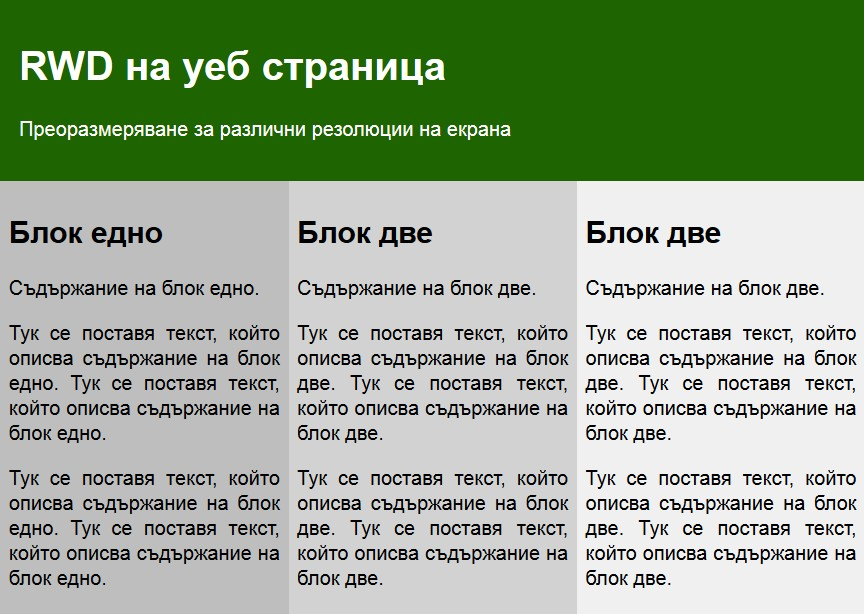 RWD на уеб страница
Преоразмеряване за различни резолюции на екрана
Блок едно
Съдържание на блок едно.
Тук се поставя текст, който
описва съдържание на блок
едно. Тук се поставя текст,
който описва съдържание на
блок едно.
Тук се поставя текст, който
описва съдържание на блок
едно. Тук се поставя текст,
който описва съдържание на
блок едно.
Блок две
Съдържание на блок две.
Тук се поставя текст, който
описва съдържание на блок
две. Тук се поставя текст,
който описва съдържание на
блок две.
Тук се поставя текст, който
описва съдържание на блок
две. Тук се поставя текст,
който описва съдържание на
блок две.
Блок две
Съдържание на блок две.
Тук се поставя текст, който
описва съдържание на блок
две. Тук се поставя текст,
който описва съдържание на
блок две.
Тук се поставя текст, който
описва съдържание на блок
две. Тук се поставя текст,
който описва съдържание на
блок две.